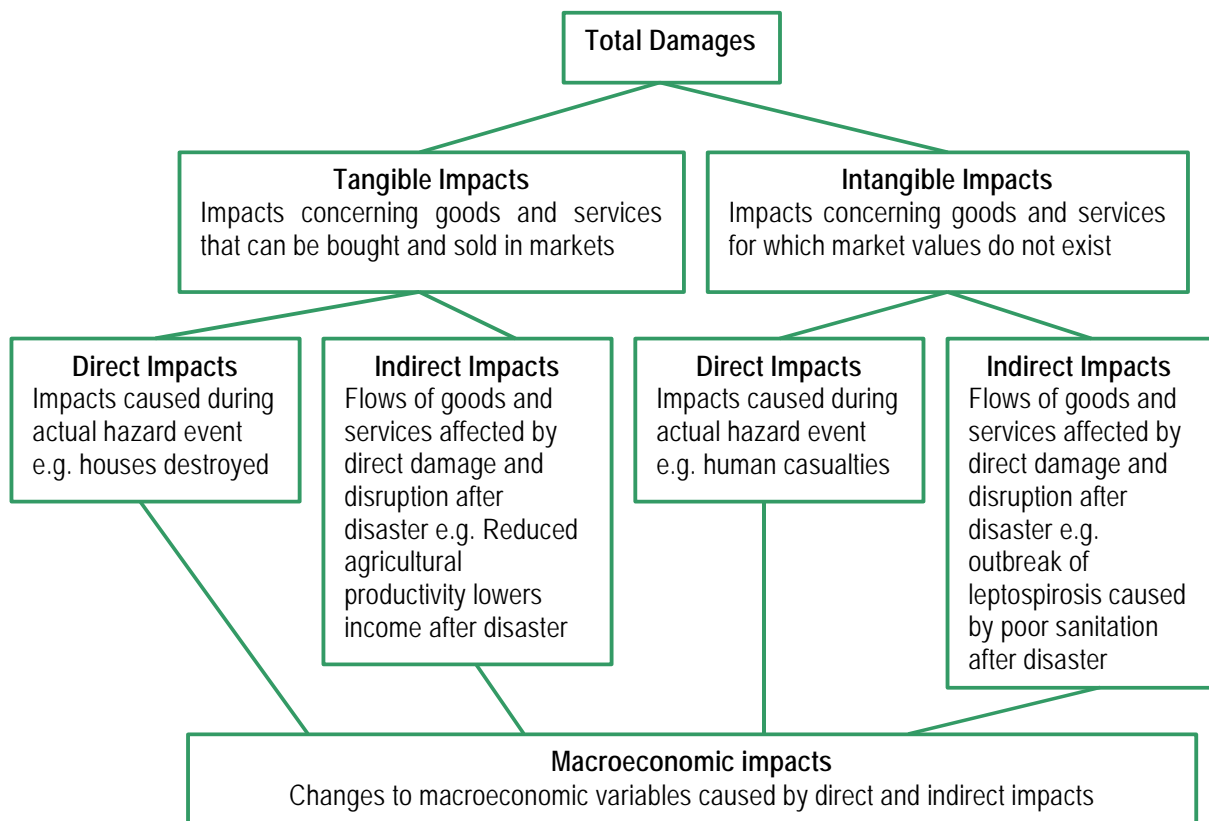 Total Damages
Tangible Impacts
Impacts concerning goods and services
that can be bought and sold in markets
Intangible Impacts
Impacts concerning goods and services
for which market values do not exist
Direct Impacts
Impacts caused during
actual hazard event
e.g. houses destroyed
Indirect Impacts
Flows of goods and
services affected by
direct damage and
disruption after
disaster e.g. Reduced
agricultural
productivity lowers
income after disaster
Direct Impacts
Impacts caused during
actual hazard event
e.g. human casualties
Indirect Impacts
Flows of goods and
services affected by
direct damage and
disruption after
disaster e.g.
outbreak of
leptospirosis caused
by poor sanitation
after disaster
Macroeconomic impacts
Changes to macroeconomic variables caused by direct and indirect impacts